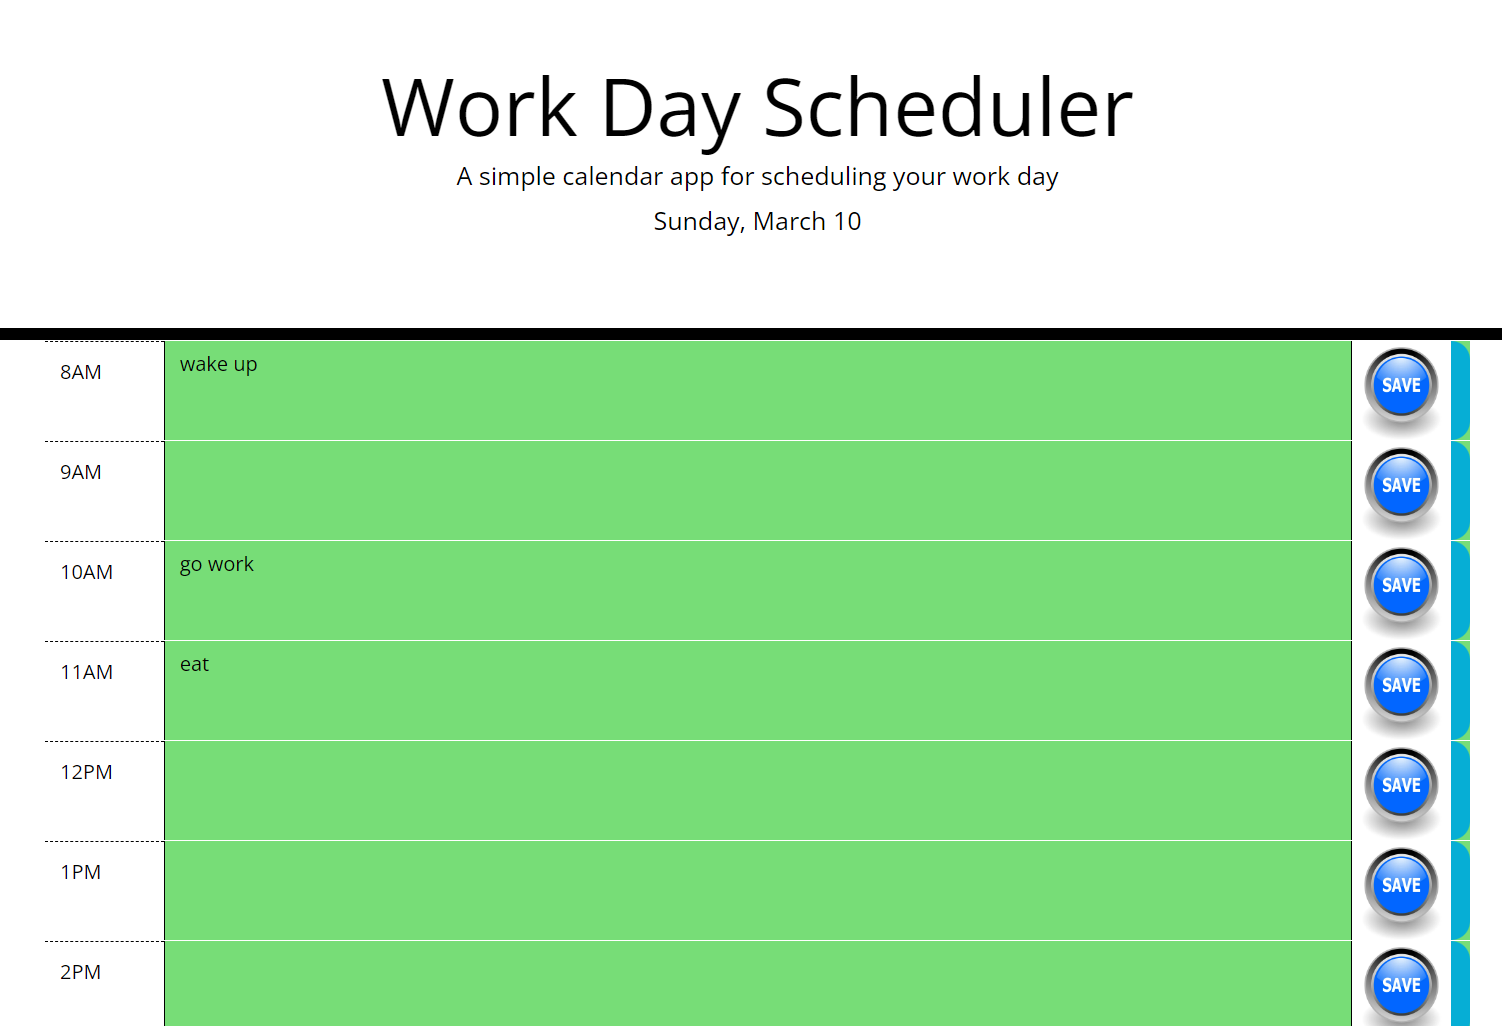 Work Day Scheduler
A simple calendar app for scheduling your work day
Sunday, March 10
8AM wake up SAVE
9AM SAVE
10AM go work SAVE
11AM eat SAVE
12PM SAVE
1PM SAVE
2PM SAVE